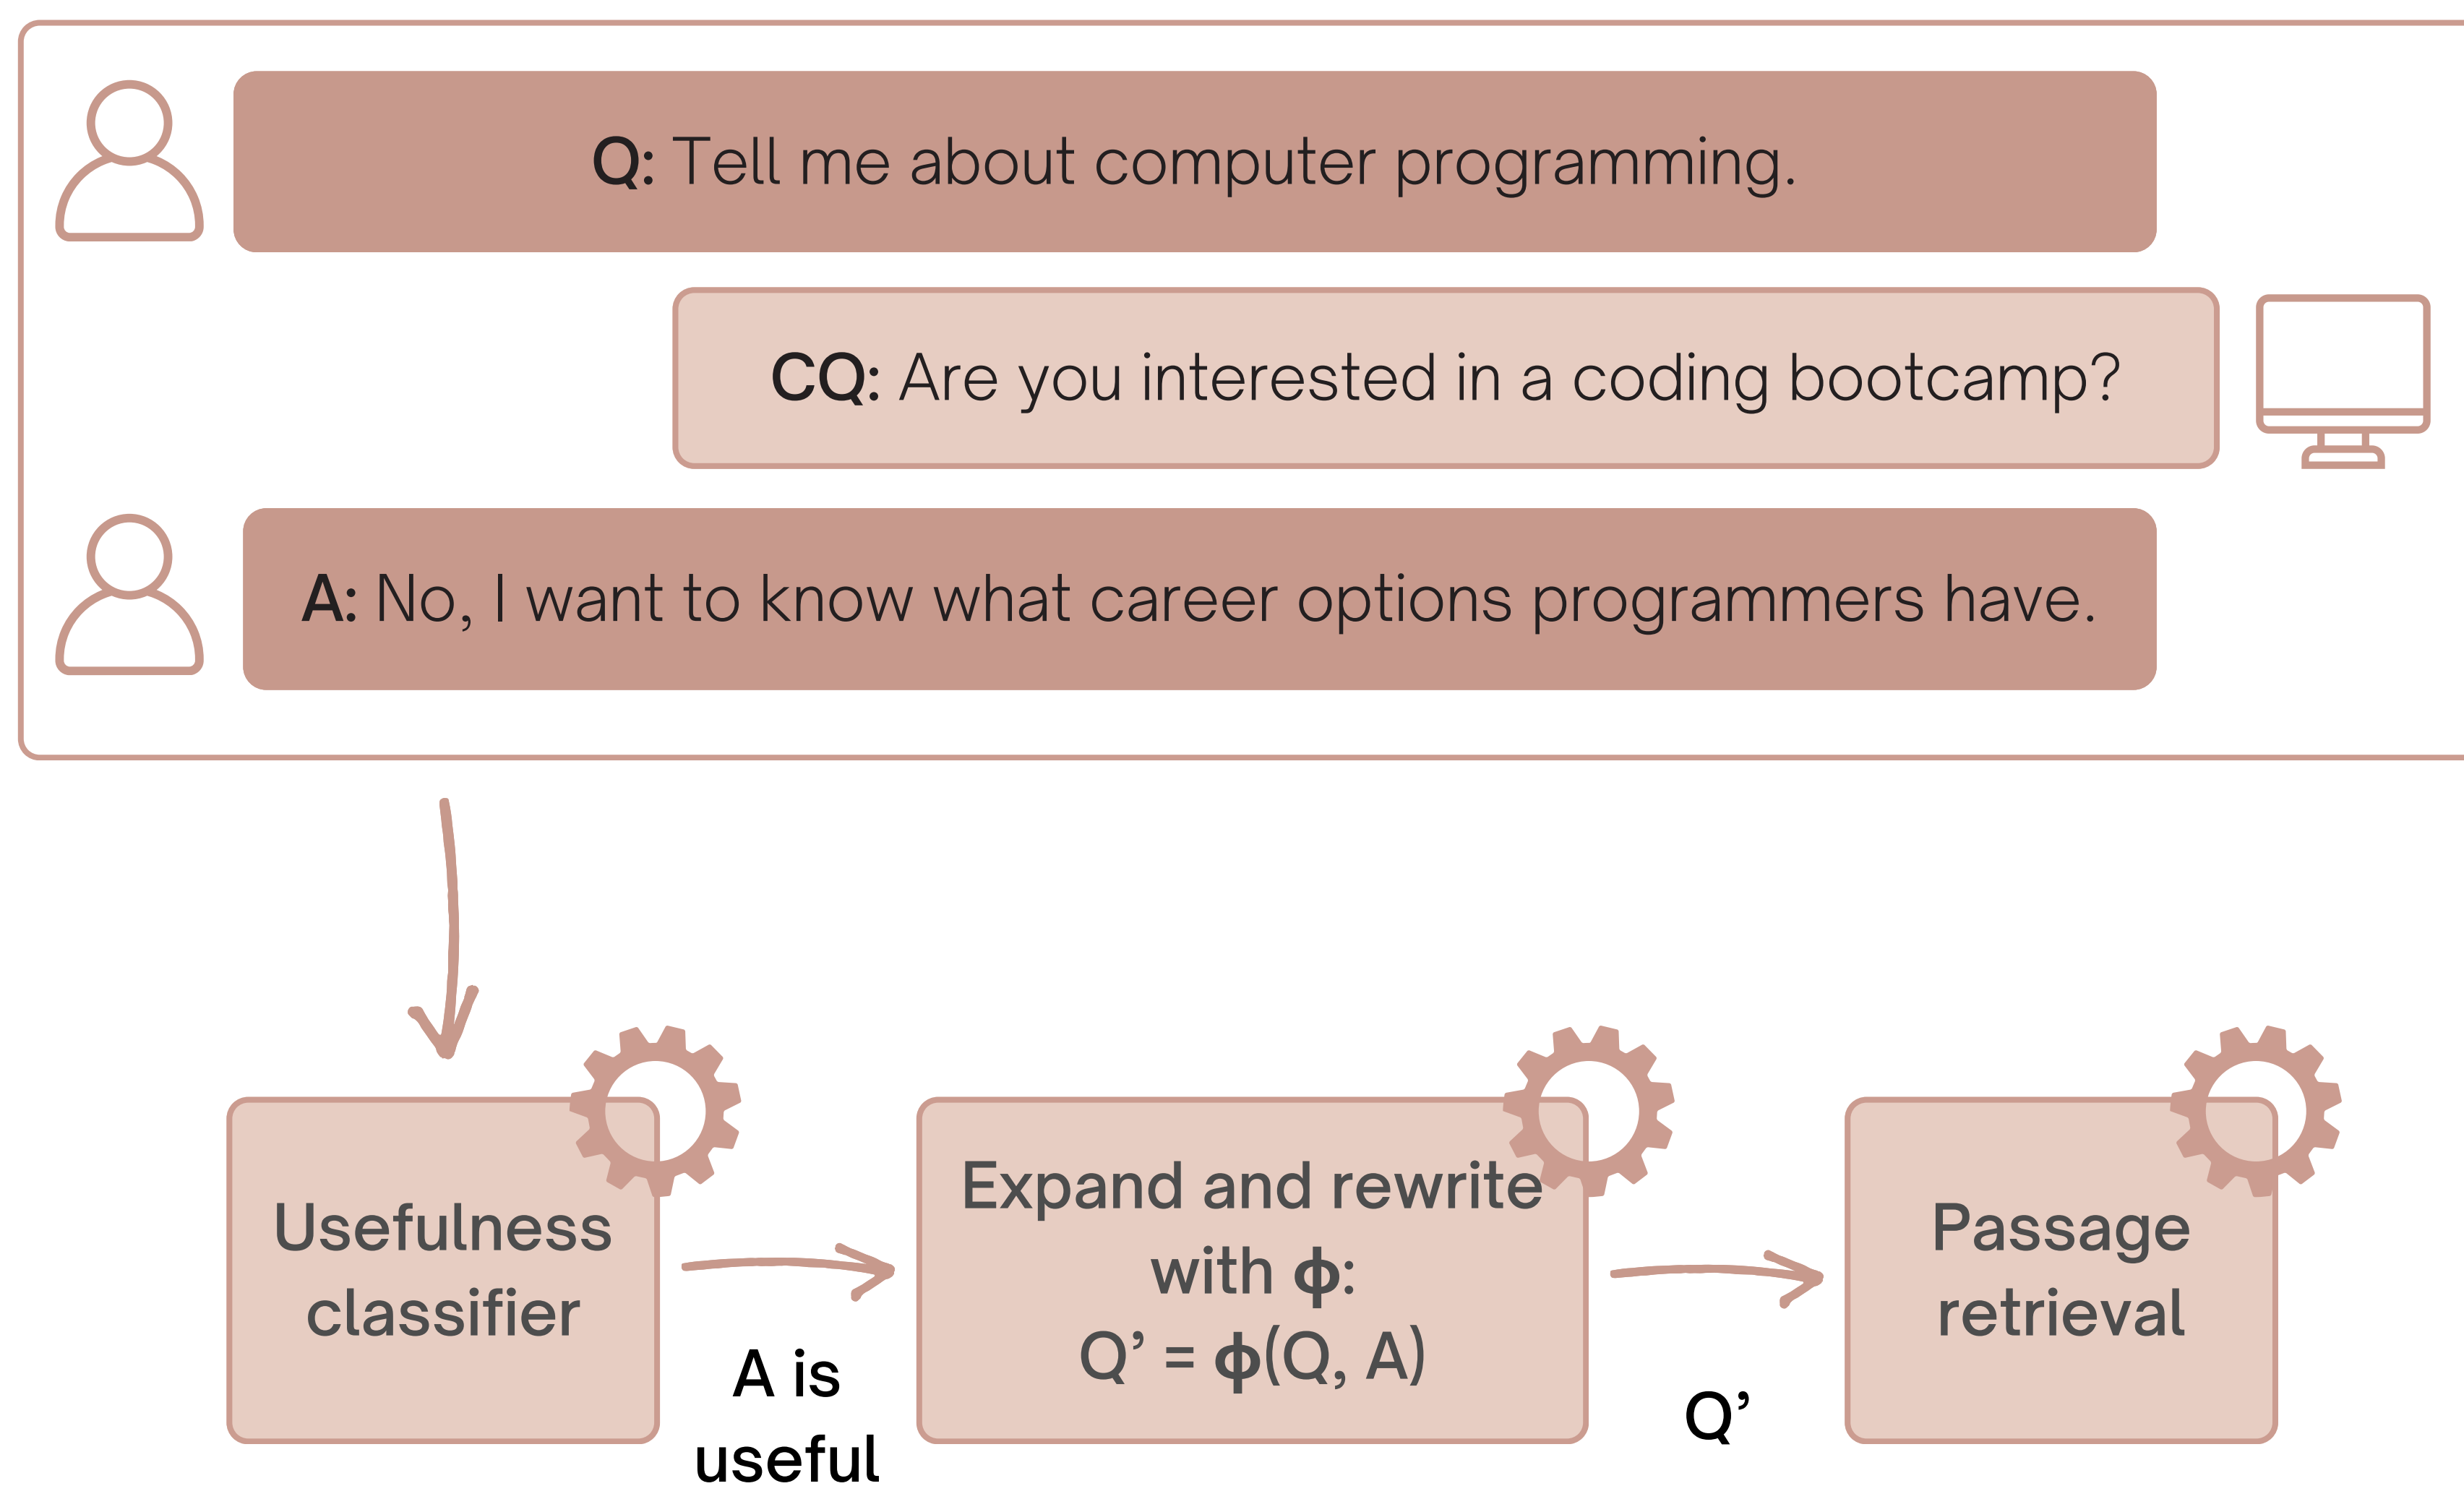 Q: Tell me about computer programming.
CQ: Are you interested in a coding bootcamp?
A: No, I want to know what career options programmers have.
Usefulness
classifier
A is
useful
Expand and rewrite
with ϕ:
Q’ = ϕ(Q, A)
Q’
Passage
retrieval